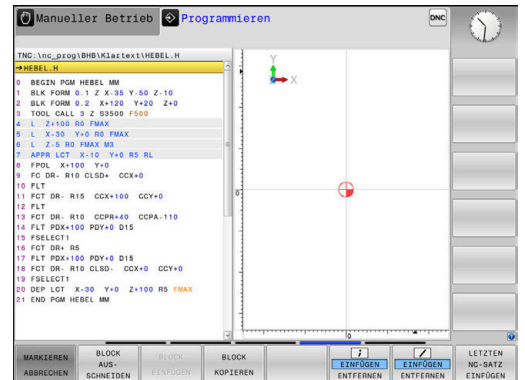 Manueller Betrieb
Programmieren
DNC
TNC:\nc_prog\BHB\Klartext\HEBEL.H
→HEBEL.H
0 BEGIN PGM HEBEL MM
1 BLK FORM 0.1 Z X-35 Y-50 Z-10
2 BLK FORM 0.2 X+120 Y+20 Z+0
3 TOOL CALL 3 Z S3500 F500
4 L Z+100 R0 FMAX
5 L X-30 Y+0 R0 FMAX
6 L Z-5 R0 FMAX M3
7 APPR LCT X-10 Y+0 R5 RL
8 FPOL X+100 Y+0
9 FC DR- R10 CLSD+ CCX+0
10 FLT
11 FCT DR- R15 CCX+100 CCY+0
12 FLT
13 FCT DR- R10 CCPR+40 CCPA-110
14 FLT PDX+100 PDY+0 D15
15 FSELECT1
16 FCT DR+ R5
17 FLT PDX+100 PDY+0 D15
18 FCT DR- R10 CLSD- CCX+0 CCY+0
19 FSELECT1
20 DEP LCT X-30 Y+0 Z+100 R5 FMAX
21 END PGM HEBEL MM
Y
X
0
0
MARKIEREN
ABBRECHEN
BLOCK
AUS-
SCHNEIDEN
BLOCK
EINFÜGEN
BLOCK
KOPIEREN
EINFÜGEN
ENTFERNEN
EINFÜGEN
ENTFERNEN
LETZTEN
NC-SATZ
EINFÜGEN